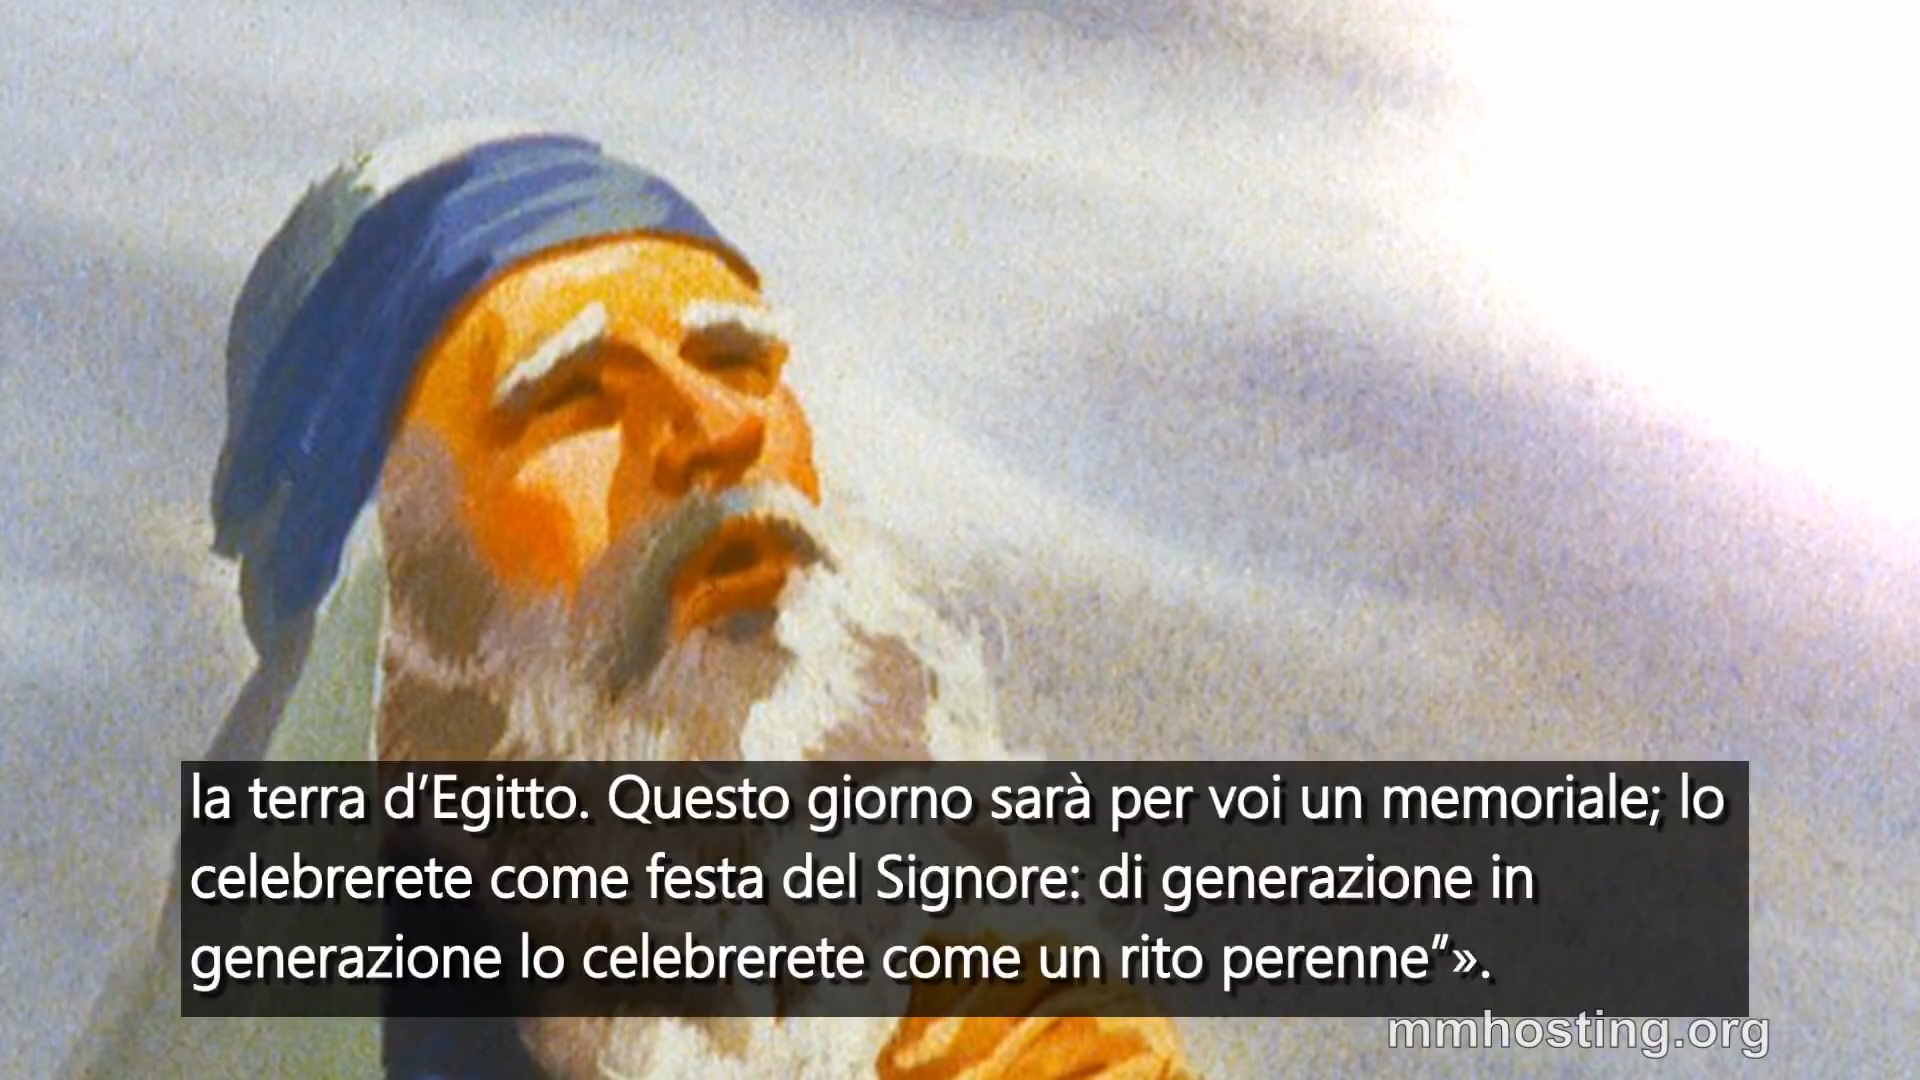 la terra d’Egitto. Questo giorno sarà per voi un memoriale; lo
celebrerete come festa del Signore: di generazione in
generazione lo celebrerete come un rito perenne”».
mmhosting.org